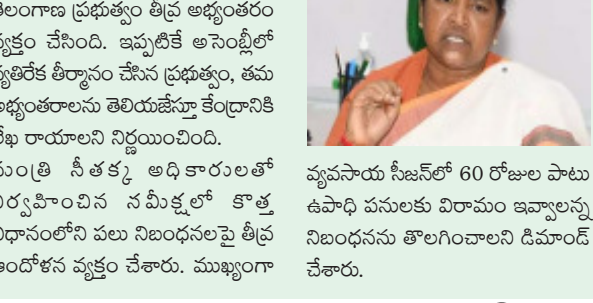 తెలంగాణ ప్రభుత్వం తీవ్ర అభ్యంతరం
వ్యక్తం చేసింది. ఇప్పటికే అసెంబ్లీలో
వ్యతిరేక తీర్మానం చేసిన ప్రభుత్వం, తమ
అభ్యంతరాలను తెలియజేస్తూ కేంద్రానికి
లేఖ రాయాలని నిర్ణయించింది.
మంత్రి సీతక్క అధికారులతో
నిర్వహించిన సమీక్షలో కొత్త
విధానంలోని పలు నిబంధనలపై తీవ్ర
ఆందోళన వ్యక్తం చేశారు. ముఖ్యంగా
వ్యవసాయ సీజన్‌లో 60 రోజుల పాటు
ఉపాధి పనులకు విరామం ఇవ్వాలన్న
నిబంధనను తొలగించాలని డిమాండ్
చేశారు.